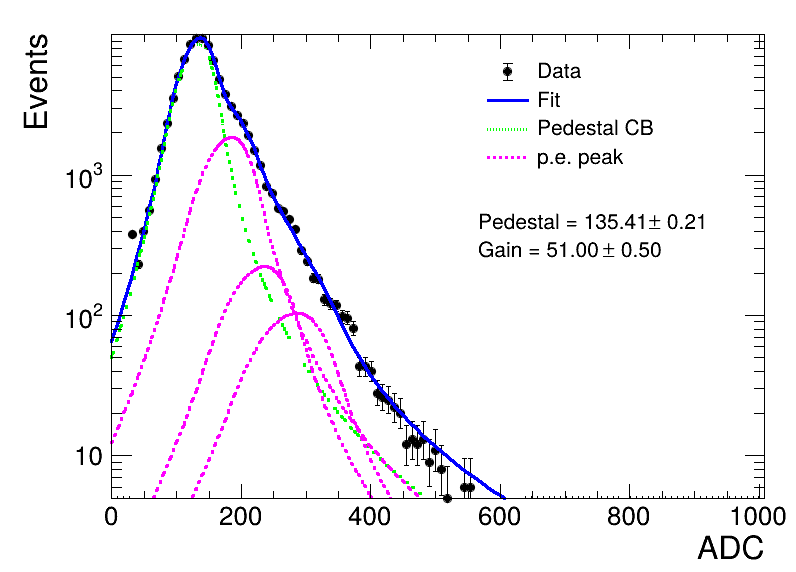 Events
Data
Fit
Pedestal CB
p.e. peak
Pedestal = 135.41± 0.21
Gain = 51.00 ± 0.50
10³
10²
10
0 200 400 600 800 1000
ADC